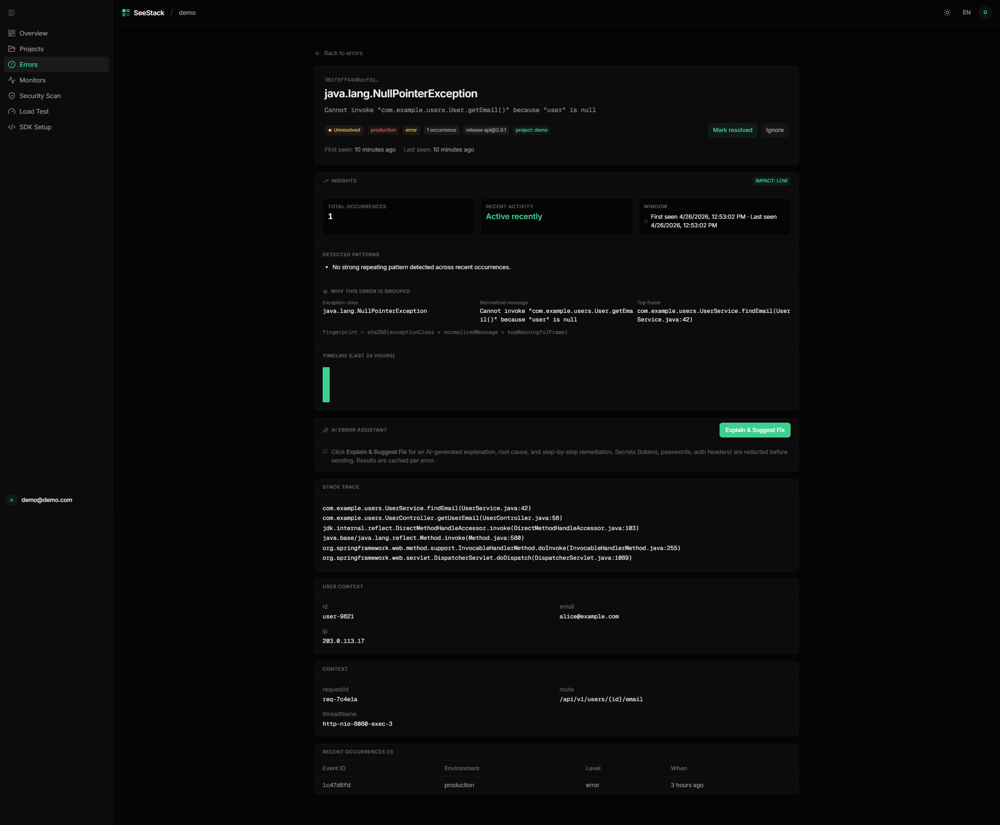 SeeStack / demo
EN
D
Overview
Projects
Errors
Monitors
Security Scan
Load Test
SDK Setup
D
demo@demo.com
Back to errors
361f8ff44d0acfd1…
java.lang.NullPointerException
Cannot invoke "com.example.users.User.getEmail()" because "user" is null
Unresolved production error 1 occurrence release api@2.0.1 project: demo
Mark resolved Ignore
First seen: 10 minutes ago Last seen: 10 minutes ago
INSIGHTS
IMPACT: LOW
TOTAL OCCURRENCES
1
RECENT ACTIVITY
Active recently
WINDOW
First seen 4/26/2026, 12:53:02 PM · Last seen
4/26/2026, 12:53:02 PM
DETECTED PATTERNS
• No strong repeating pattern detected across recent occurrences.
# WHY THIS ERROR IS GROUPED
Exception class
java.lang.NullPointerException
Normalized message
Cannot invoke "com.example.users.User.getEma
il()" because "user" is null
Top frame
com.example.users.UserService.findEmail(User
Service.java:42)
fingerprint = sha256(exceptionClass + normalizedMessage + topMeaningfulFrame)
TIMELINE (LAST 24 HOURS)
AI ERROR ASSISTANT
Explain & Suggest Fix
Click Explain & Suggest Fix for an AI-generated explanation, root cause, and step-by-step remediation. Secrets (tokens, passwords, auth headers) are redacted before
sending. Results are cached per error.
STACK TRACE
com.example.users.UserService.findEmail(UserService.java:42)
com.example.users.UserController.getUserEmail(UserController.java:58)
jdk.internal.reflect.DirectMethodHandleAccessor.invoke(DirectMethodHandleAccessor.java:103)
java.base/java.lang.reflect.Method.invoke(Method.java:580)
org.springframework.web.method.support.InvocableHandlerMethod.doInvoke(InvocableHandlerMethod.java:255)
org.springframework.web.servlet.DispatcherServlet.doDispatch(DispatcherServlet.java:1089)
USER CONTEXT
id
user-9821
email
alice@example.com
ip
203.0.113.17
CONTEXT
requestId
req-7c4e1a
route
/api/v1/users/{id}/email
threadName
http-nio-8080-exec-3
RECENT OCCURRENCES (1)
Event ID Environment Level When
1c47d6fd production error 3 hours ago